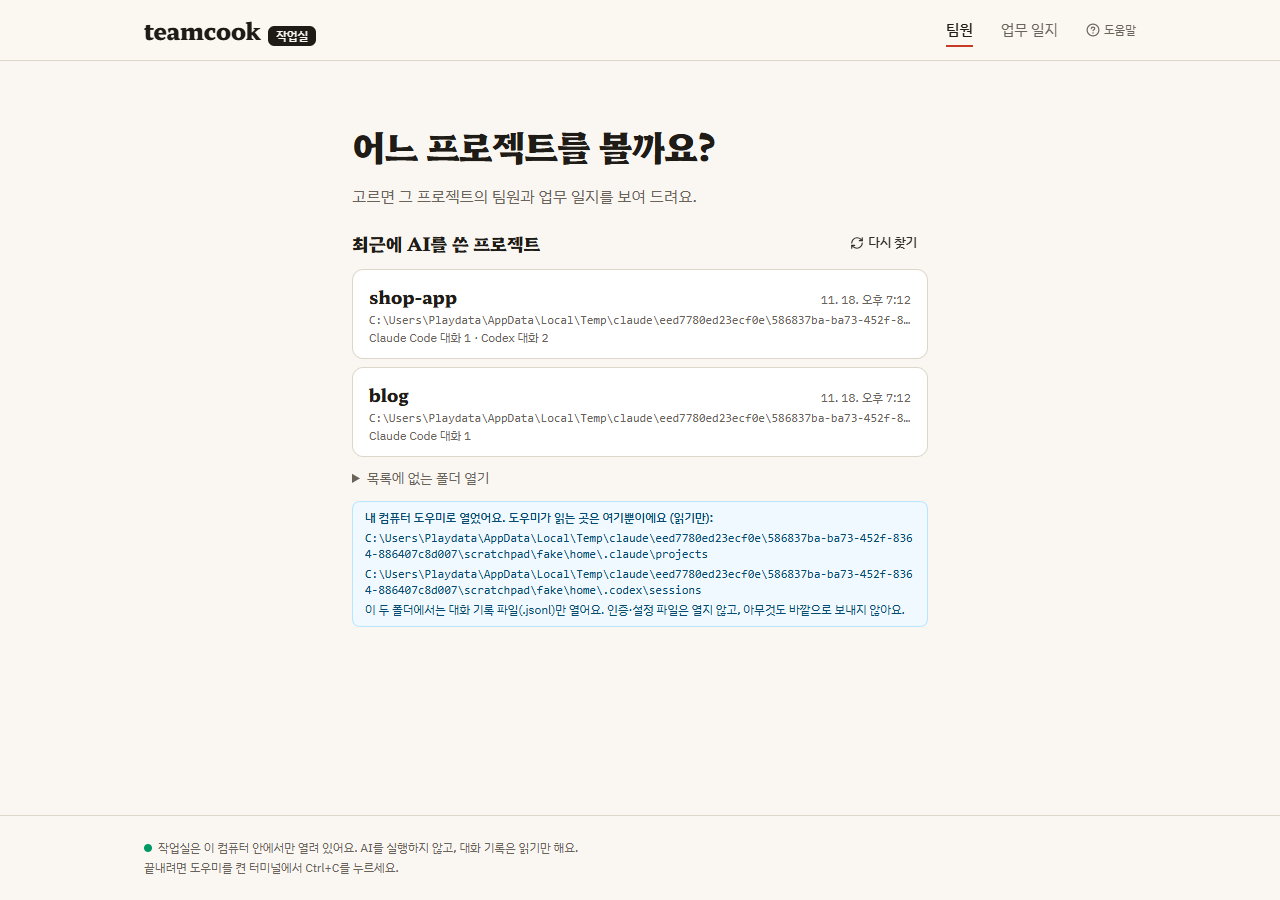 teamcook 작업실
팀원 업무 일지 도움말
어느 프로젝트를 볼까요?
고르면 그 프로젝트의 팀원과 업무 일지를 보여 드려요.
최근에 AI를 쓴 프로젝트 다시 찾기
shop-app 11. 18. 오후 7:12
C:\Users\Playdata\AppData\Local\Temp\claude\eed7780ed23ecf0e\586837ba-ba73-452f-8…
Claude Code 대화 1 · Codex 대화 2
blog 11. 18. 오후 7:12
C:\Users\Playdata\AppData\Local\Temp\claude\eed7780ed23ecf0e\586837ba-ba73-452f-8…
Claude Code 대화 1
▶ 목록에 없는 폴더 열기
내 컴퓨터 도우미로 열었어요. 도우미가 읽는 곳은 여기뿐이에요 (읽기만):
C:\Users\Playdata\AppData\Local\Temp\claude\eed7780ed23ecf0e\586837ba-ba73-452f-836
4-886407c8d007\scratchpad\fake\home\.claude\projects
C:\Users\Playdata\AppData\Local\Temp\claude\eed7780ed23ecf0e\586837ba-ba73-452f-836
4-886407c8d007\scratchpad\fake\home\.codex\sessions
이 두 폴더에서는 대화 기록 파일(.jsonl)만 열어요. 인증·설정 파일은 열지 않고, 아무것도 바깥으로 보내지 않아요.
작업실은 이 컴퓨터 안에서만 열려 있어요. AI를 실행하지 않고, 대화 기록은 읽기만 해요.
끝내려면 도우미를 켠 터미널에서 Ctrl+C를 누르세요.